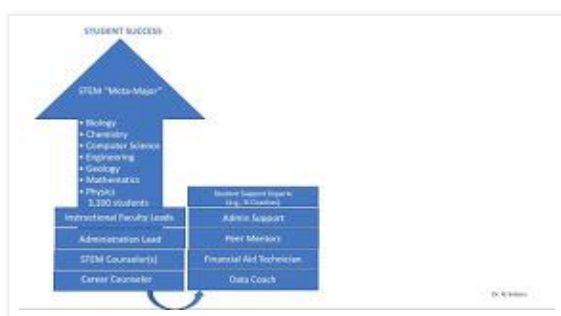 STUDENT SUCCESS
STEM "Meta-Major"
• Biology
• Chemistry
• Computer Science
• Engineering
• Geology
• Mathematics
• Physics
3,200 students
Instructional Faculty Leads
Administration Lead
STEM Counselor(s)
Career Counselor
Student Support Experts
(e.g.,
Admin Support
Peer Mentors
Financial Aid Technician
Data Coach
Dr.